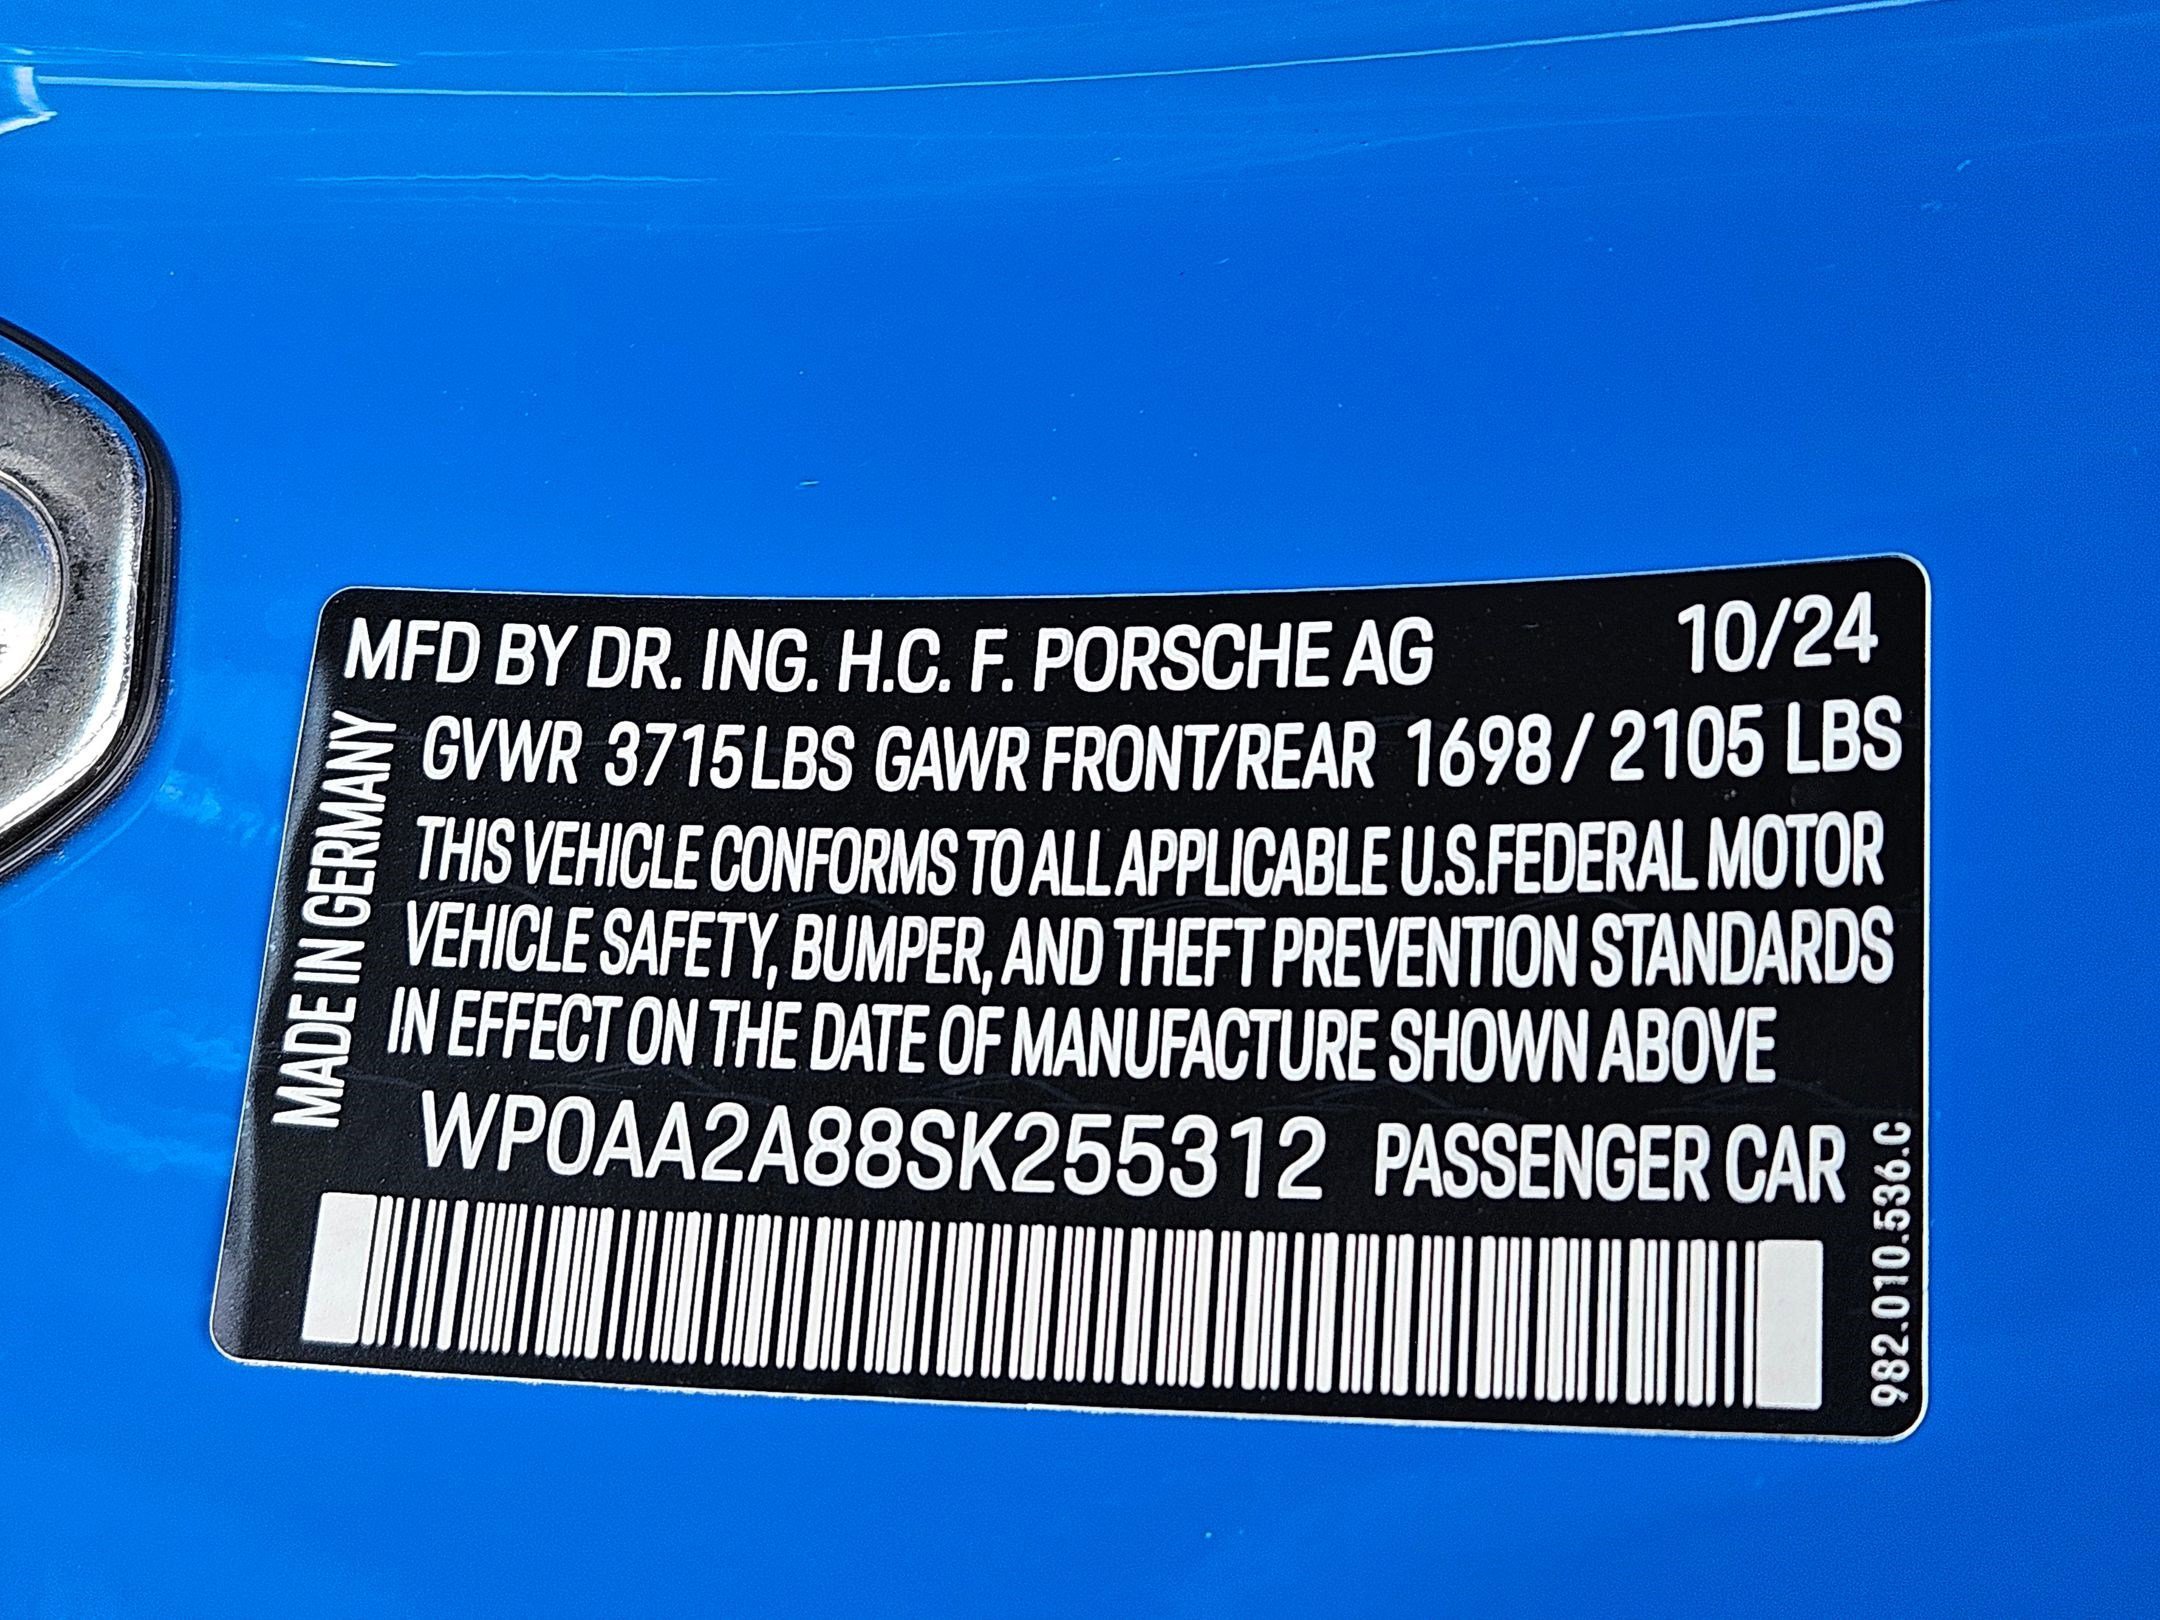 MFD BY DR. ING. H.C. F. PORSCHE AG 10/24
GVWR 3715LBS GAWR FRONT/REAR 1698 / 2105 LBS
THIS VEHICLE CONFORMS TO ALL APPLICABLE U.S.FEDERAL MOTOR
VEHICLE SAFETY, BUMPER, AND THEFT PREVENTION STANDARDS
IN EFFECT ON THE DATE OF MANUFACTURE SHOWN ABOVE
WP0AA2A88SK255312 PASSENGER CAR
MADE IN GERMANY
982.010.536.C